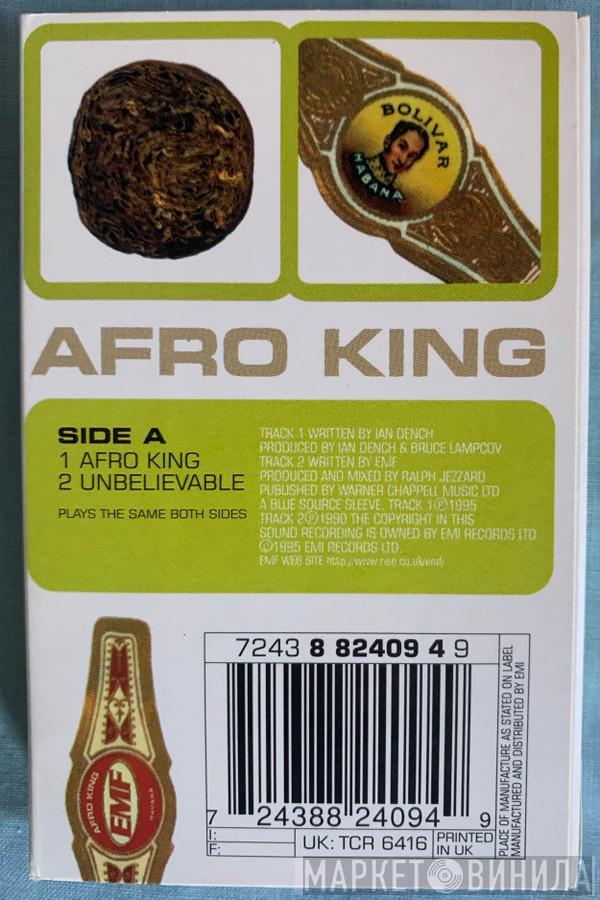 BOLIVAR
HABANA
AFRO KING
SIDE A
1 AFRO KING
2 UNBELIEVABLE
PLAYS THE SAME BOTH SIDES
TRACK 1 WRITTEN BY IAN DENCH
PRODUCED BY IAN DENCH & BRUCE LAMPCOV
TRACK 2 WRITTEN BY EMF
PRODUCED AND MIXED BY RALPH JEZZARD
PUBLISHED BY WARNER CHAPPELL MUSIC LTD
A BLUE SOURCE SLEEVE. TRACK 1 ℗ 1995
TRACK 2 ℗ 1990 THE COPYRIGHT IN THIS
SOUND RECORDING IS OWNED BY EMI RECORDS LTD
© 1995 EMI RECORDS LTD.
EMF WEB SITE http://www.rise.co.uk/emf/
AFRO KING
EMF
HAVANA
7243 8 82409 4 9
7 24388 24094 9
I:
F:
UK: TCR 6416
PRINTED
IN UK
PLACE OF MANUFACTURE AS STATED ON LABEL
MANUFACTURED AND DISTRIBUTED BY EMI
МАРКЕТ ВИНИЛА